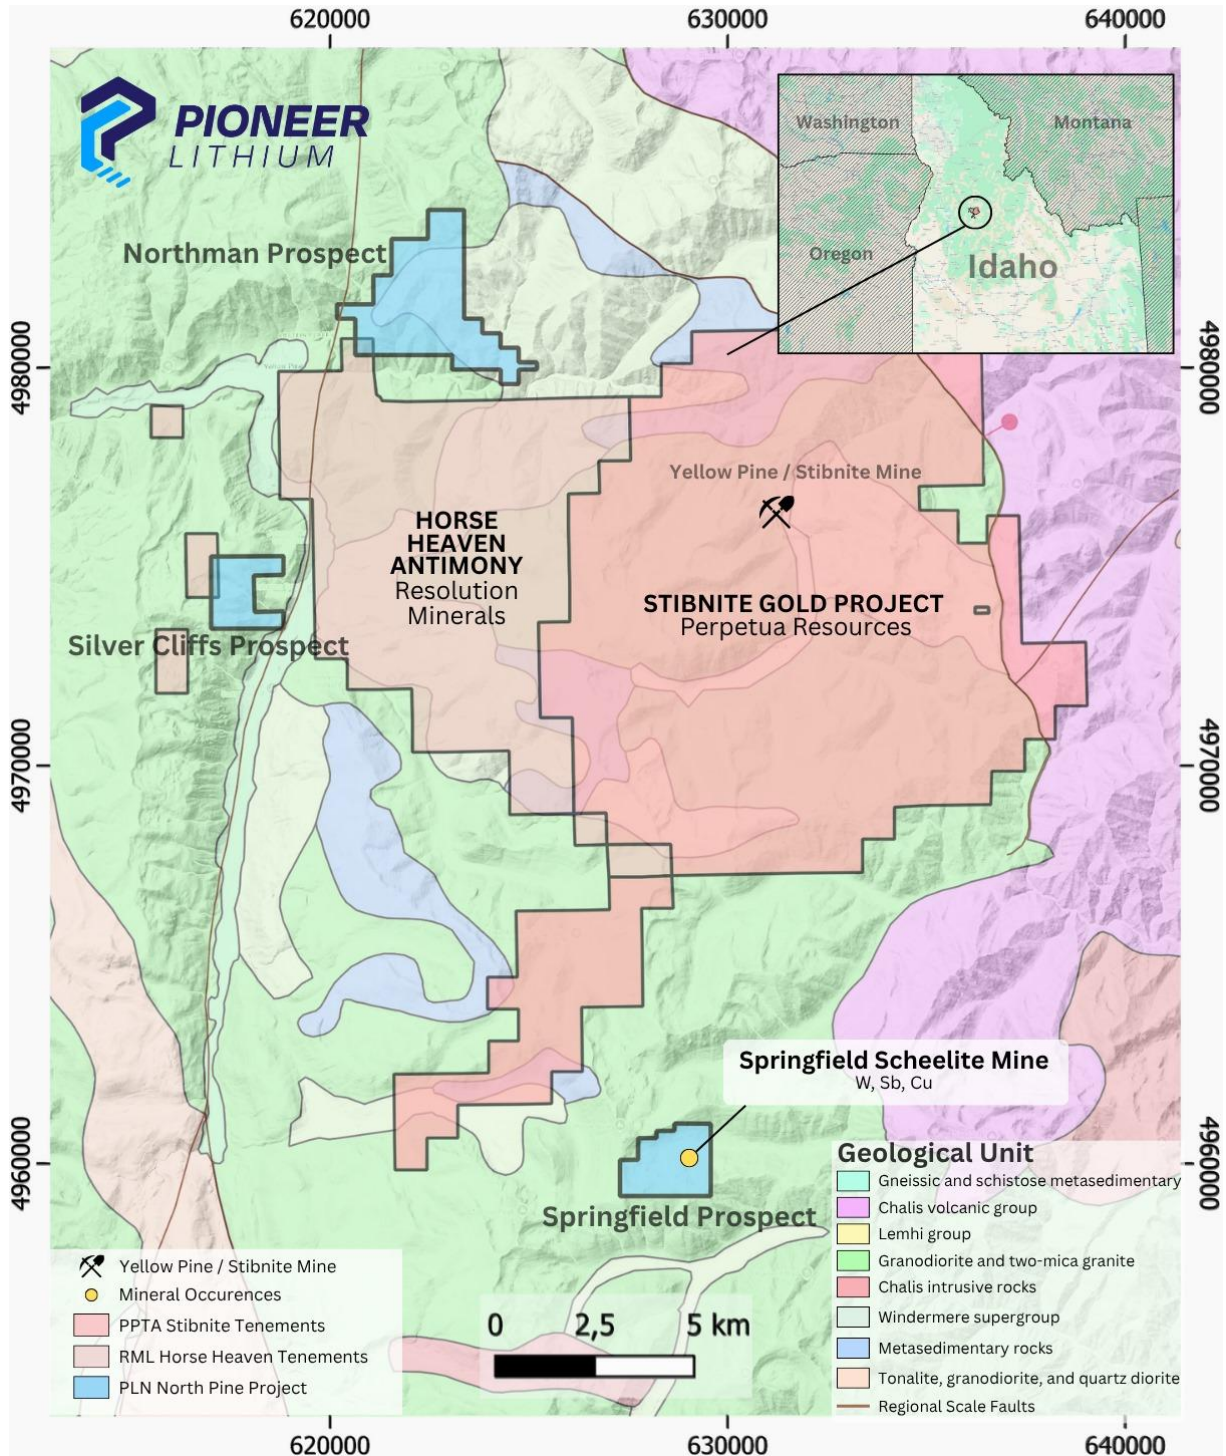 620000
630000
640000
PIONEER
LITHIUM
Washington
Montana
Oregon
Idaho
Northman Prospect
4980000
4980000
Yellow Pine / Stibnite Mine
HORSE
HEAVEN
ANTIMONY
Resolution
Minerals
STIBNITE GOLD PROJECT
Perpetua Resources
Silver Cliffs Prospect
4970000
4970000
Springfield Scheelite Mine
W, Sb, Cu
4960000
4960000
Springfield Prospect
Geological Unit
Gneissic and schistose metasedimentary
Chalis volcanic group
Lemhi group
Granodiorite and two-mica granite
Chalis intrusive rocks
Windermere supergroup
Metasedimentary rocks
Tonalite, granodiorite, and quartz diorite
Regional Scale Faults
Yellow Pine / Stibnite Mine
Mineral Occurences
PPTA Stibnite Tenements
RML Horse Heaven Tenements
PLN North Pine Project
0 2,5 5 km
620000
630000
640000